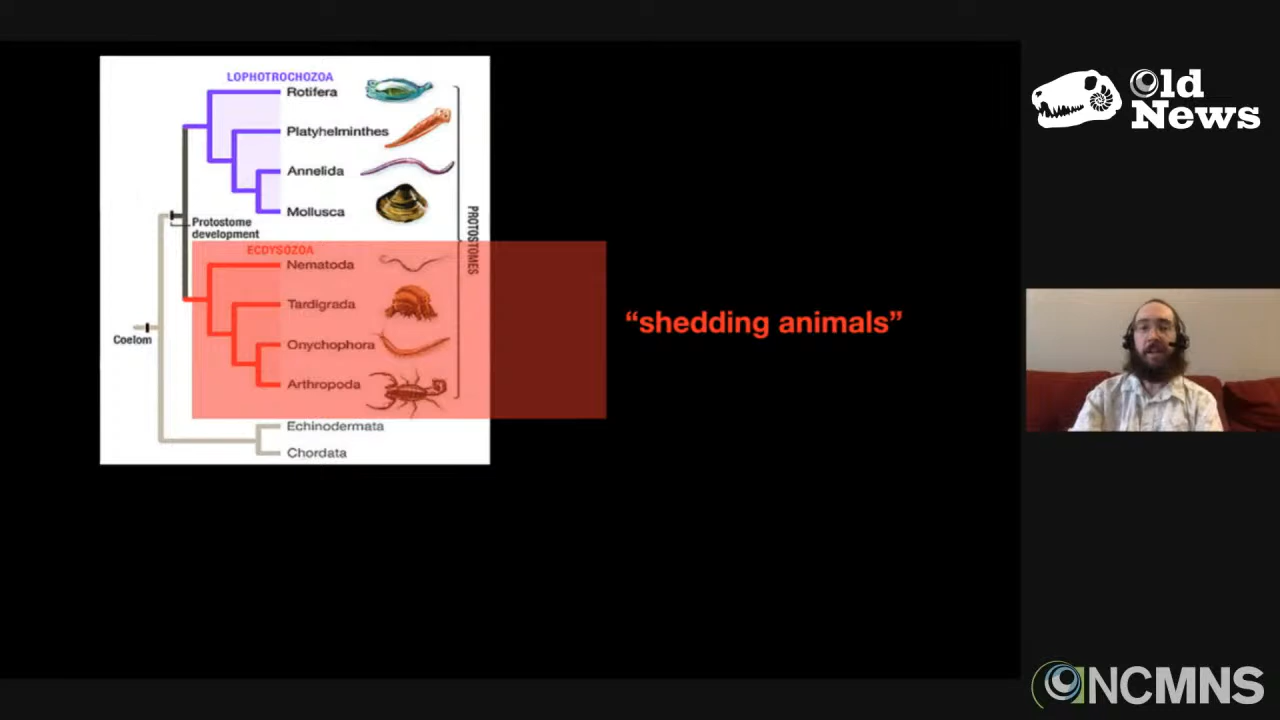 LOPHOTROCHOZOA
Rotifera
Platyhelminthes
Annelida
Mollusca
Protostome
development
PROTOSTOMES
ECDYSOZOA
Nematoda
Tardigrada
Onychophora
Arthropoda
Coelom
Echinodermata
Chordata
“shedding animals”
Old
News
NCMNS